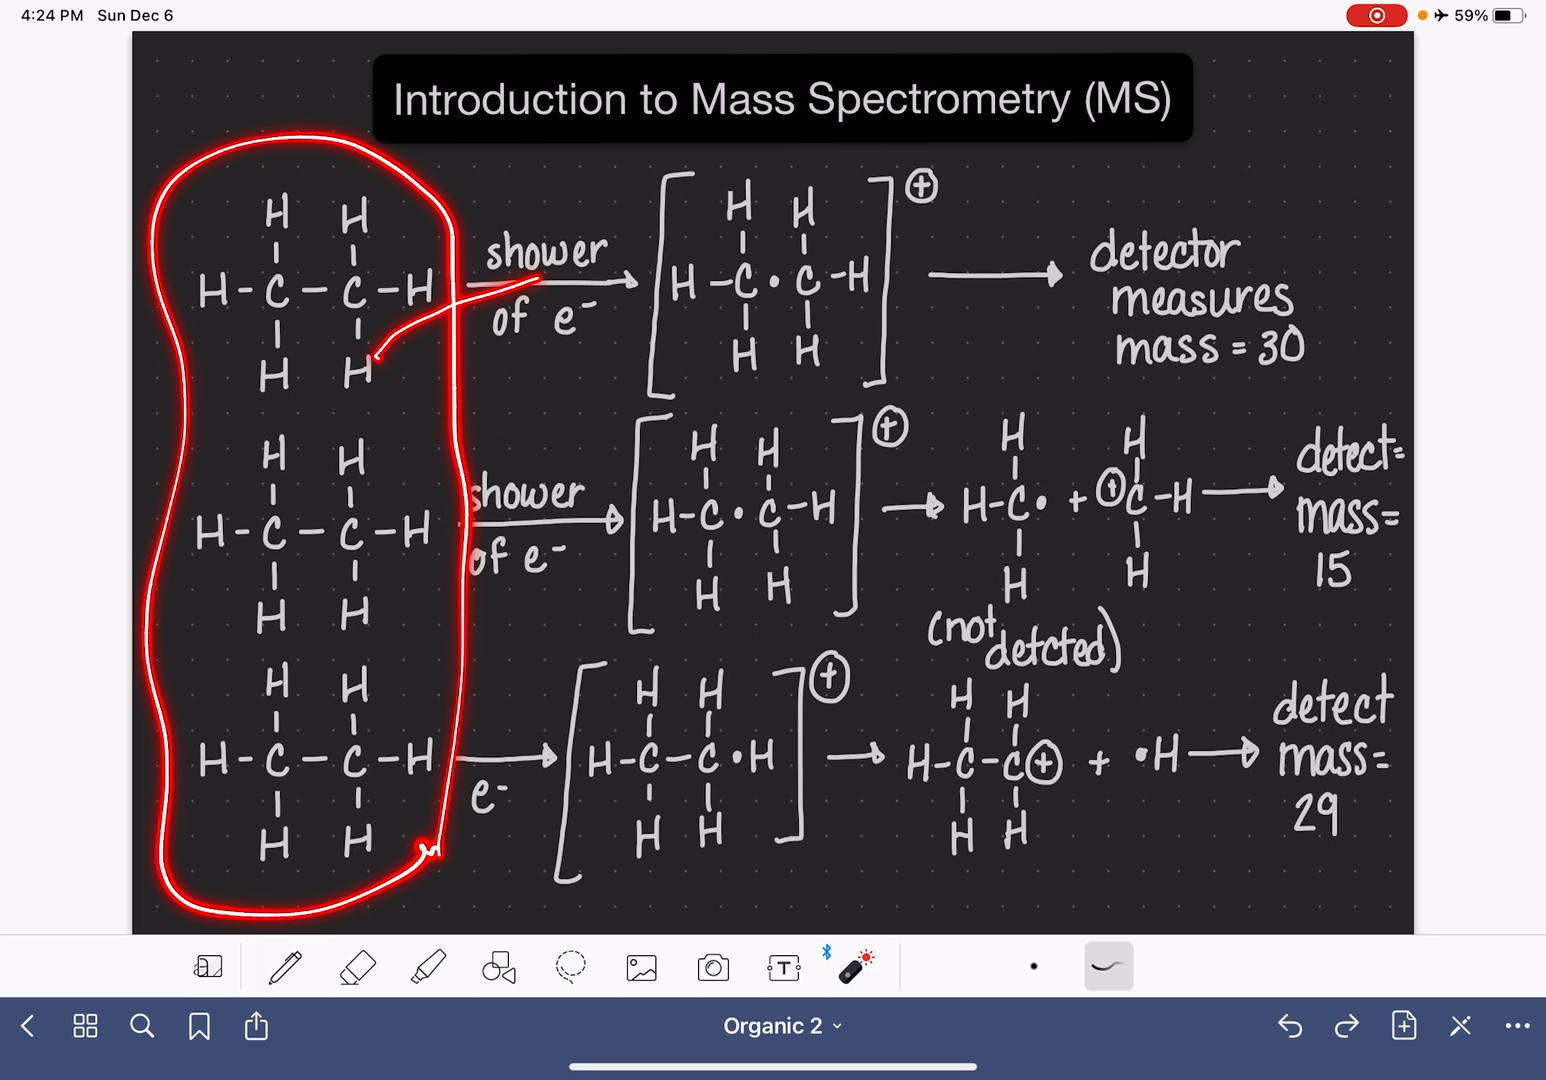 4:24 PM Sun Dec 6
59%
Introduction to Mass Spectrometry (MS)
H H
H-C-C-H
H H
shower
of e⁻
H H
H-C•C-H
H H
⊕
detector
measures
mass = 30
H H
H-C-C-H
H H
shower
of e⁻
H H
H-C•C-H
H H
⊕
H
H-C•
H
(not
detcted)
+
H
⊕C-H
H
detect=
mass=
15
H H
H-C-C-H
H H
e⁻
H H
H-C-C•H
H H
⊕
H H
H-C-C⊕ + •H
H H
detect
mass=
29
T
Organic 2